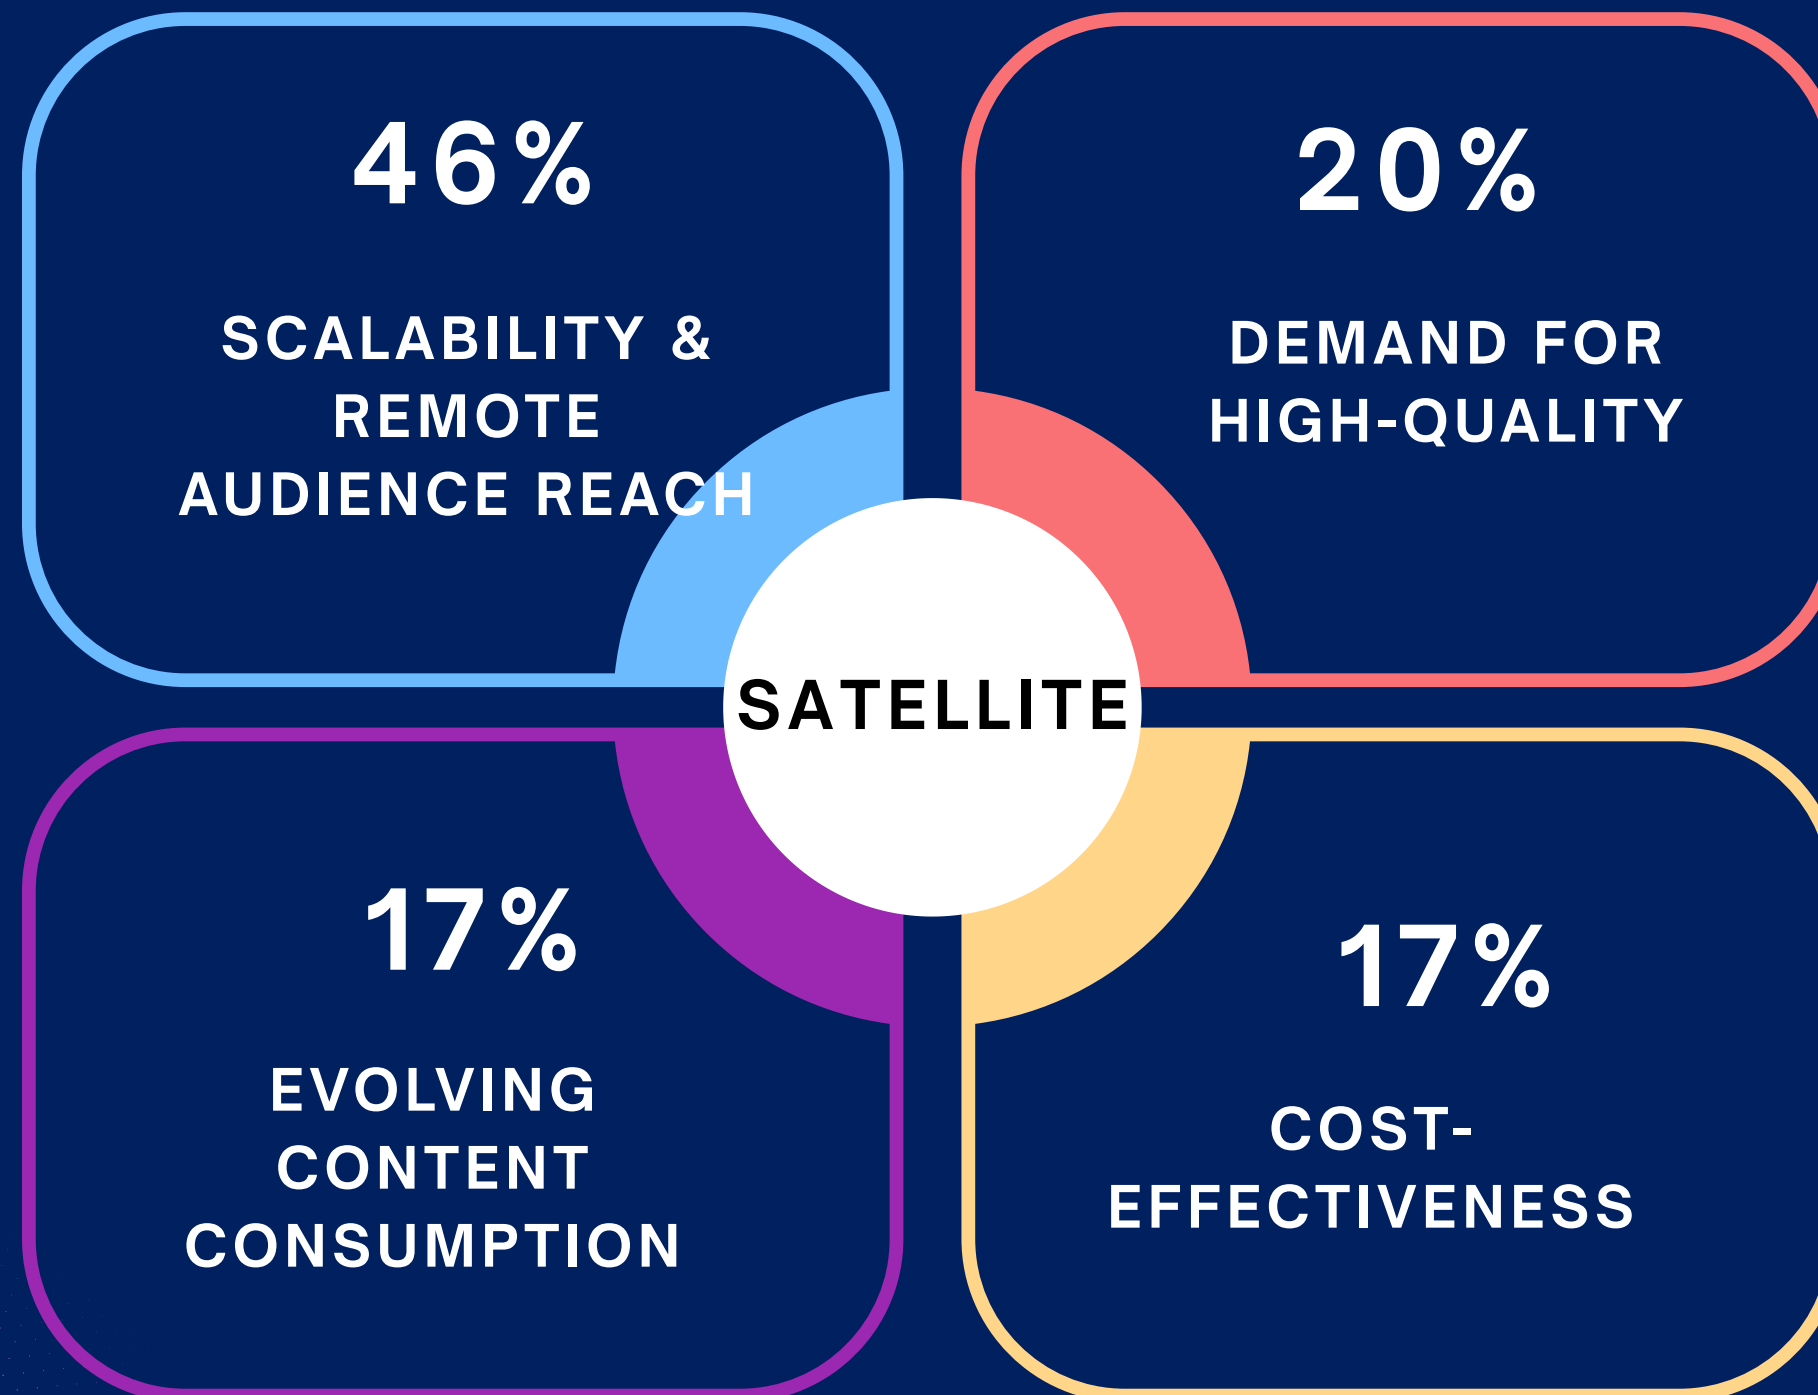 46%
SCALABILITY &
REMOTE
AUDIENCE REACH
20%
DEMAND FOR
HIGH-QUALITY
SATELLITE
17%
EVOLVING
CONTENT
CONSUMPTION
17%
COST-
EFFECTIVENESS